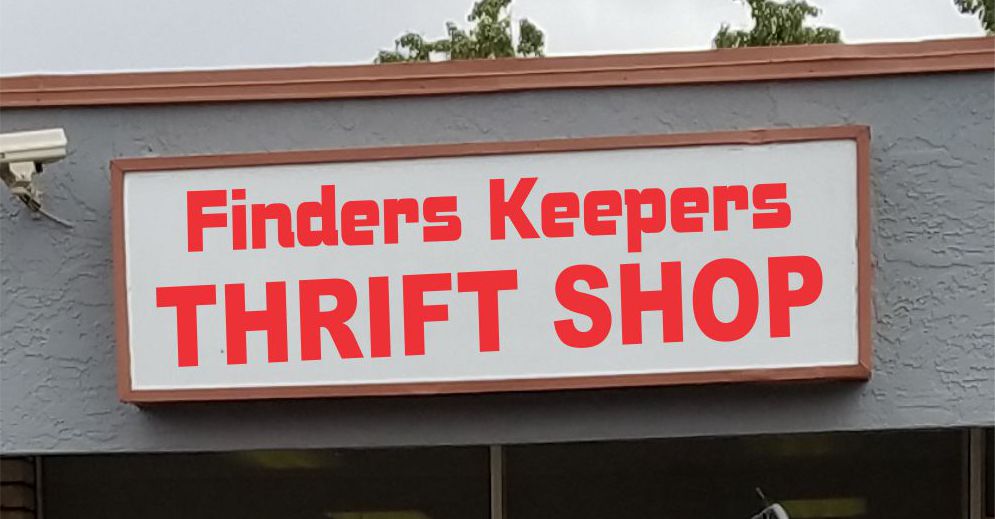 Finders Keepers
THRIFT SHOP